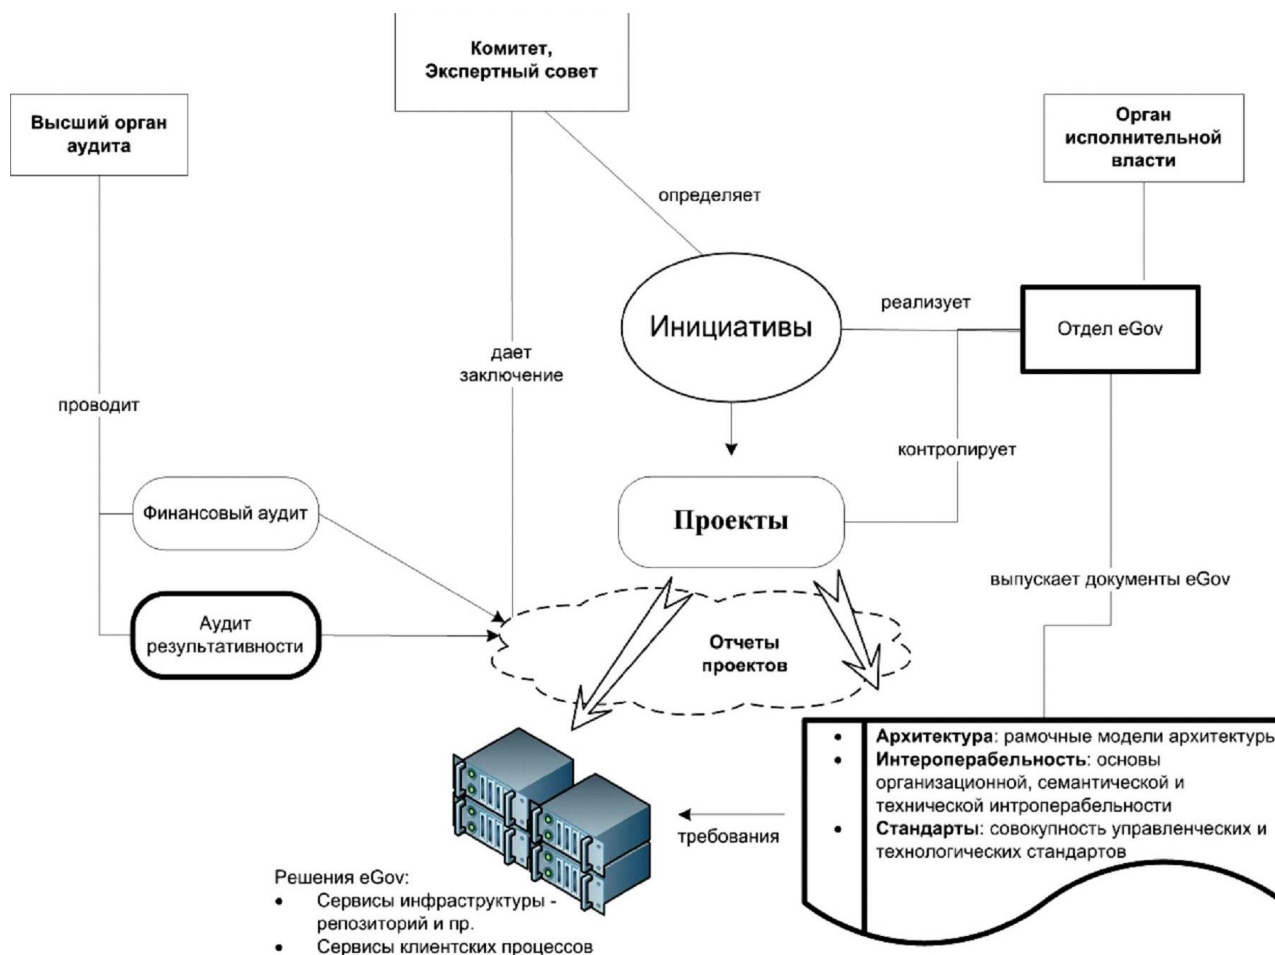 Комитет,
Экспертный совет
Высший орган
аудита
Орган
исполнительной
власти
определяет
Инициативы
реализует
Отдел eGov
дает
заключение
проводит
контролирует
Финансовый аудит
Проекты
выпускает документы eGov
Аудит
результативности
Отчеты
проектов
• Архитектура: рамочные модели архитектуры
• Интероперабельность: основы
организационной, семантической и
технической интроперабельности
• Стандарты: совокупность управленческих и
технологических стандартов
требования
Решения eGov:
• Сервисы инфраструктуры -
репозиторий и пр.
• Сервисы клиентских процессов